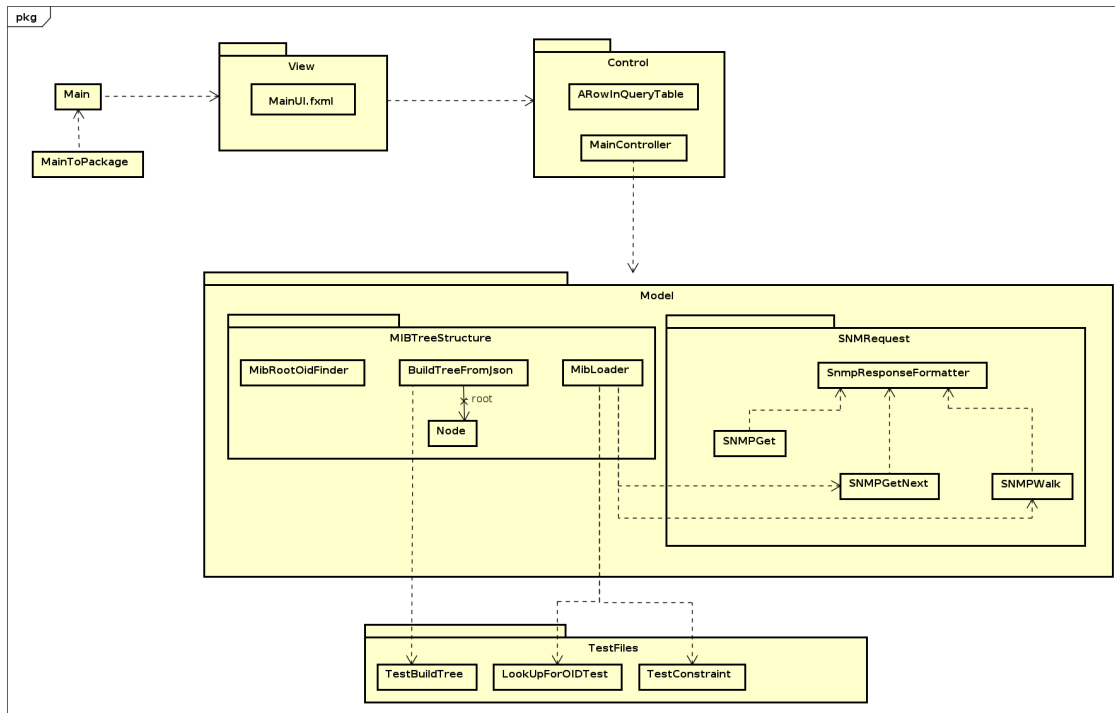 pkg
View
Control
MainUI.fxml
Main
ARowInQueryTable
MainController
MainToPackage
Model
MIBTreeStructure
SNMRequest
MibRootOidFinder
BuildTreeFromJson
MibLoader
SnmpResponseFormatter
root
Node
SNMPGet
SNMPGetNext
SNMPWalk
TestFiles
TestBuildTree
LookUpForOIDTest
TestConstraint